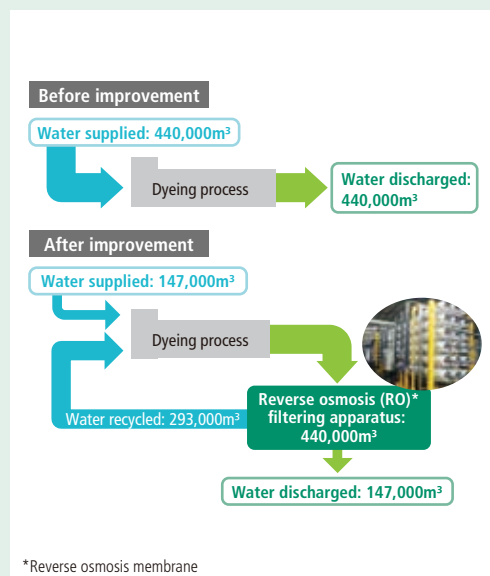 Before improvement
Water supplied: 440,000m³
Dyeing process
Water discharged:
440,000m³
After improvement
Water supplied: 147,000m³
Dyeing process
Water recycled: 293,000m³
Reverse osmosis (RO)*
filtering apparatus:
440,000m³
Water discharged: 147,000m³
*Reverse osmosis membrane